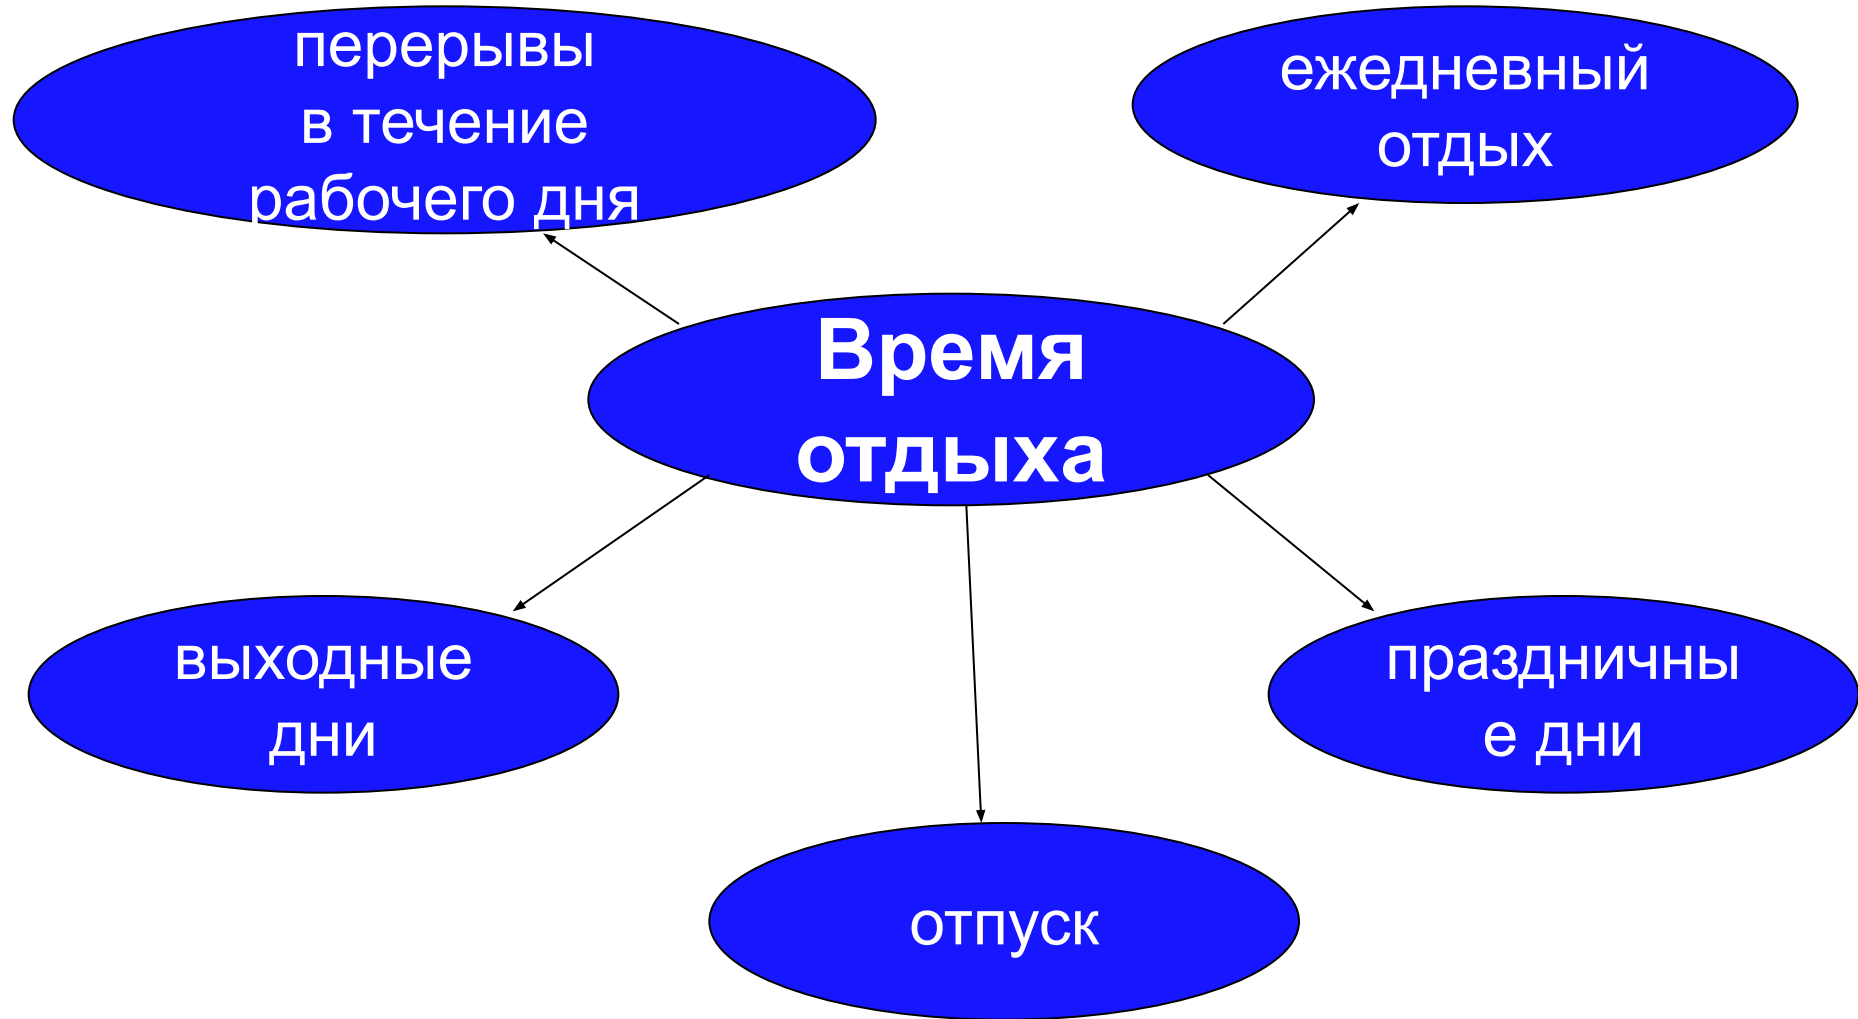 перерывы
в течение
рабочего дня
ежедневный
отдых
Время
отдыха
выходные
дни
праздничны
е дни
отпуск